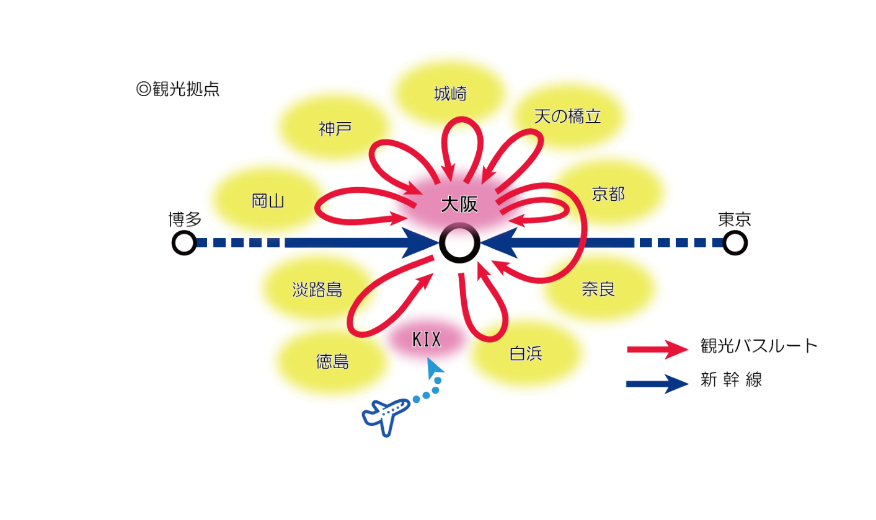 ◎観光拠点
城崎
天の橋立
神戸
京都
岡山
大阪
博多
東京
淡路島
奈良
KIX
観光バスルート
白浜
徳島
新幹線